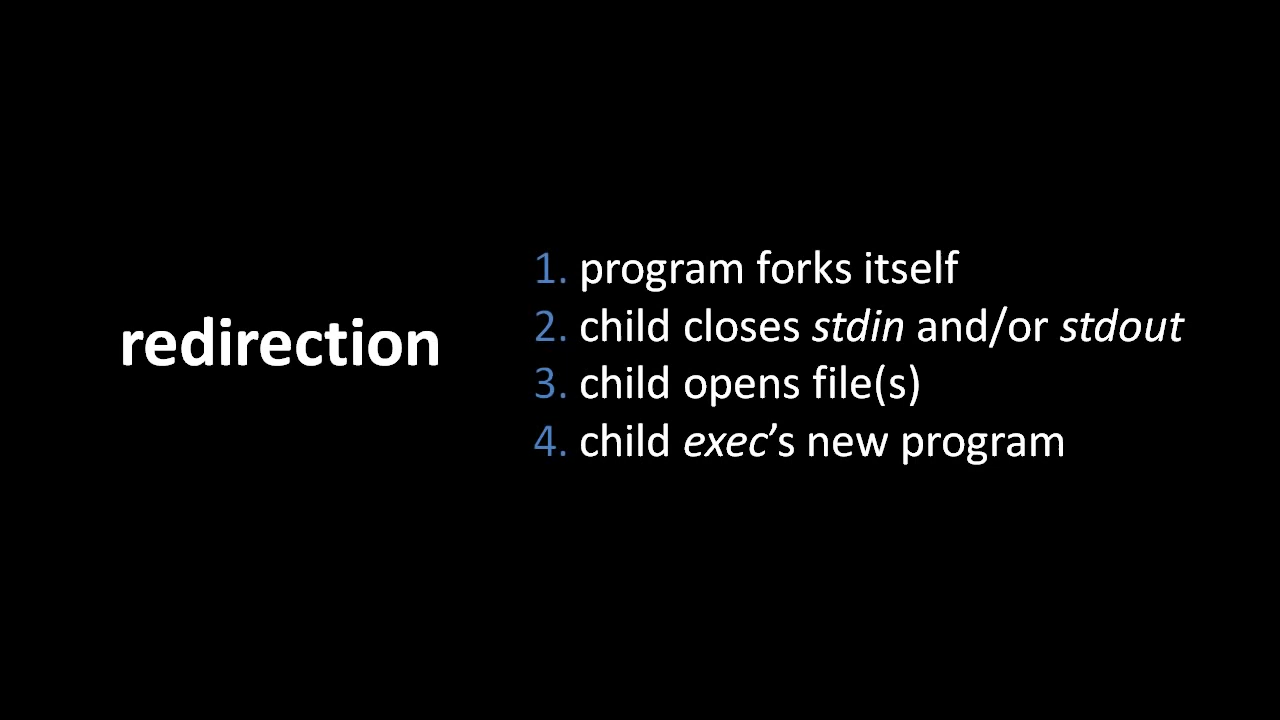 redirection
1. program forks itself
2. child closes stdin and/or stdout
3. child opens file(s)
4. child exec’s new program